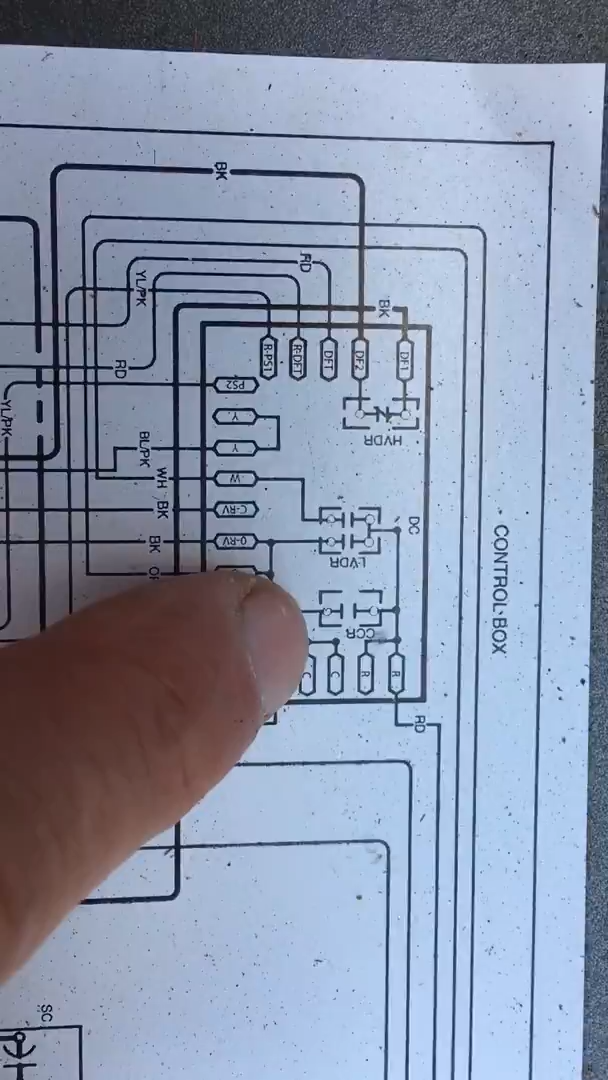 BK
RD
YL/PK
BK
RD
YL/PK
R-PS1
R-DFT
DFT
DF2
DF1
PS2
Y
HVDR
Y
BL/PK
W
WH
C-RV
BK
DC
CONTROL BOX
O-RV
BK
LVDR
CCR
C
C
R
R
RD
SC